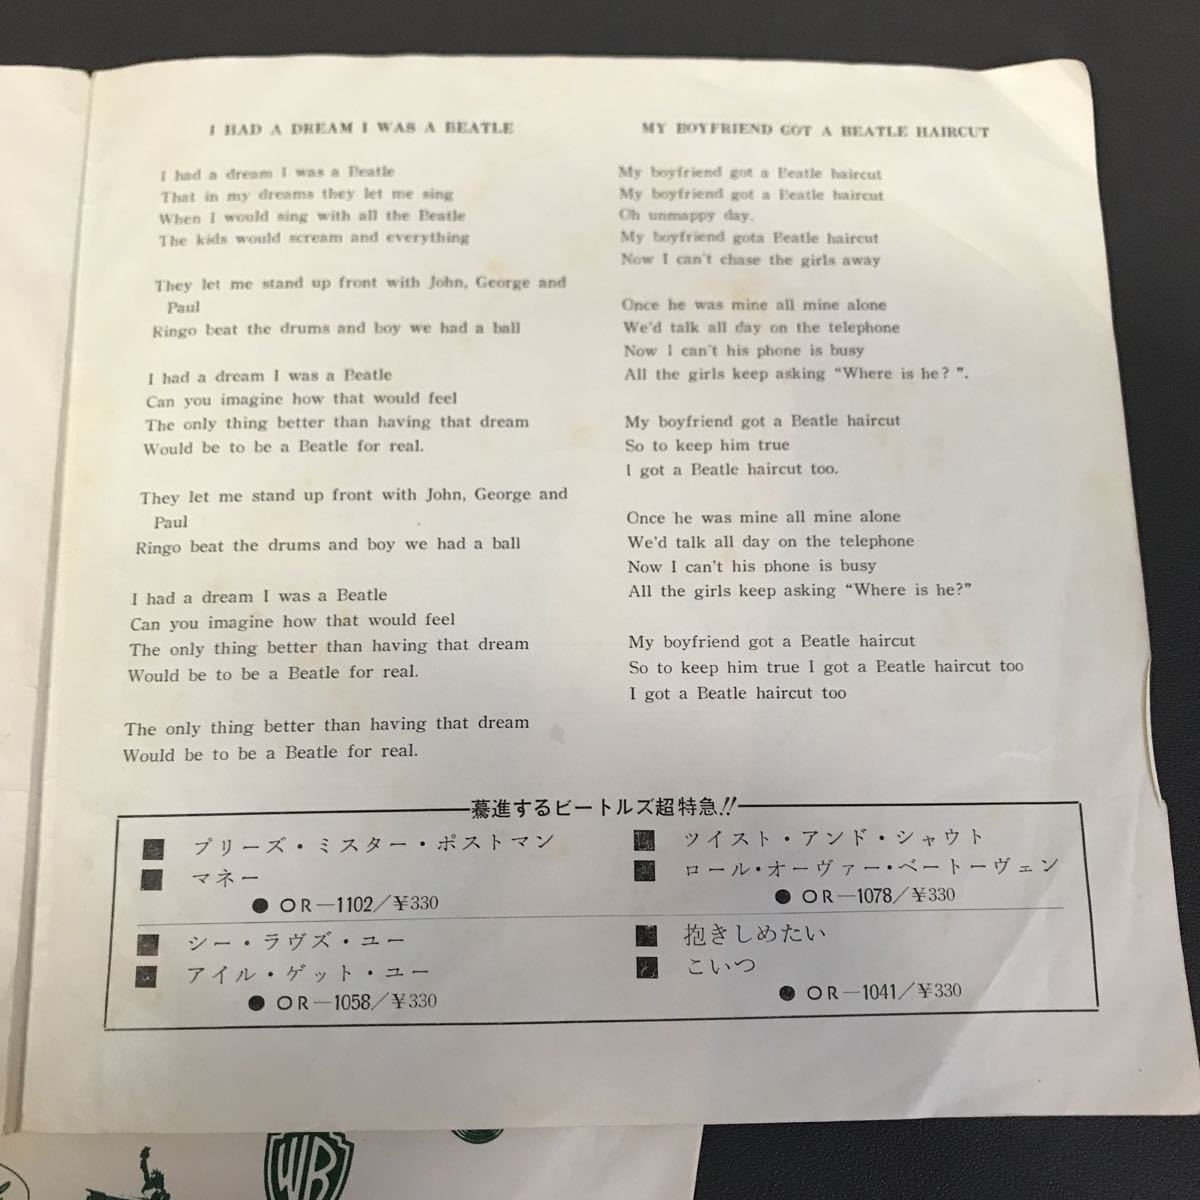 I HAD A DREAM I WAS A BEATLE
I had a dream I was a Beatle
That in my dreams they let me sing
When I would sing with all the Beatle
The kids would scream and everything
They let me stand up front with John, George and
Paul
Ringo beat the drums and boy we had a ball
I had a dream I was a Beatle
Can you imagine how that would feel
The only thing better than having that dream
Would be to be a Beatle for real.
They let me stand up front with John, George and
Paul
Ringo beat the drums and boy we had a ball
I had a dream I was a Beatle
Can you imagine how that would feel
The only thing better than having that dream
Would be to be a Beatle for real.
The only thing better than having that dream
Would be to be a Beatle for real.
MY BOYFRIEND GOT A BEATLE HAIRCUT
My boyfriend got a Beatle haircut
My boyfriend got a Beatle haircut
Oh unmappy day.
My boyfriend gota Beatle haircut
Now I can't chase the girls away
Once he was mine all mine alone
We'd talk all day on the telephone
Now I can't his phone is busy
All the girls keep asking “Where is he? ”.
My boyfriend got a Beatle haircut
So to keep him true
I got a Beatle haircut too.
Once he was mine all mine alone
We'd talk all day on the telephone
Now I can't his phone is busy
All the girls keep asking “Where is he?”
My boyfriend got a Beatle haircut
So to keep him true I got a Beatle haircut too
I got a Beatle haircut too
驀進するビートルズ超特急!!
■ プリーズ・ミスター・ポストマン
■ マネー
● OR—1102/¥330
■ ツイスト・アンド・シャウト
■ ロール・オーヴァー・ベートーヴェン
● OR—1078/¥330
■ シー・ラヴズ・ユー
■ アイル・ゲット・ユー
● OR—1058/¥330
■ 抱きしめたい
■ こいつ
● OR—1041/¥330
WB